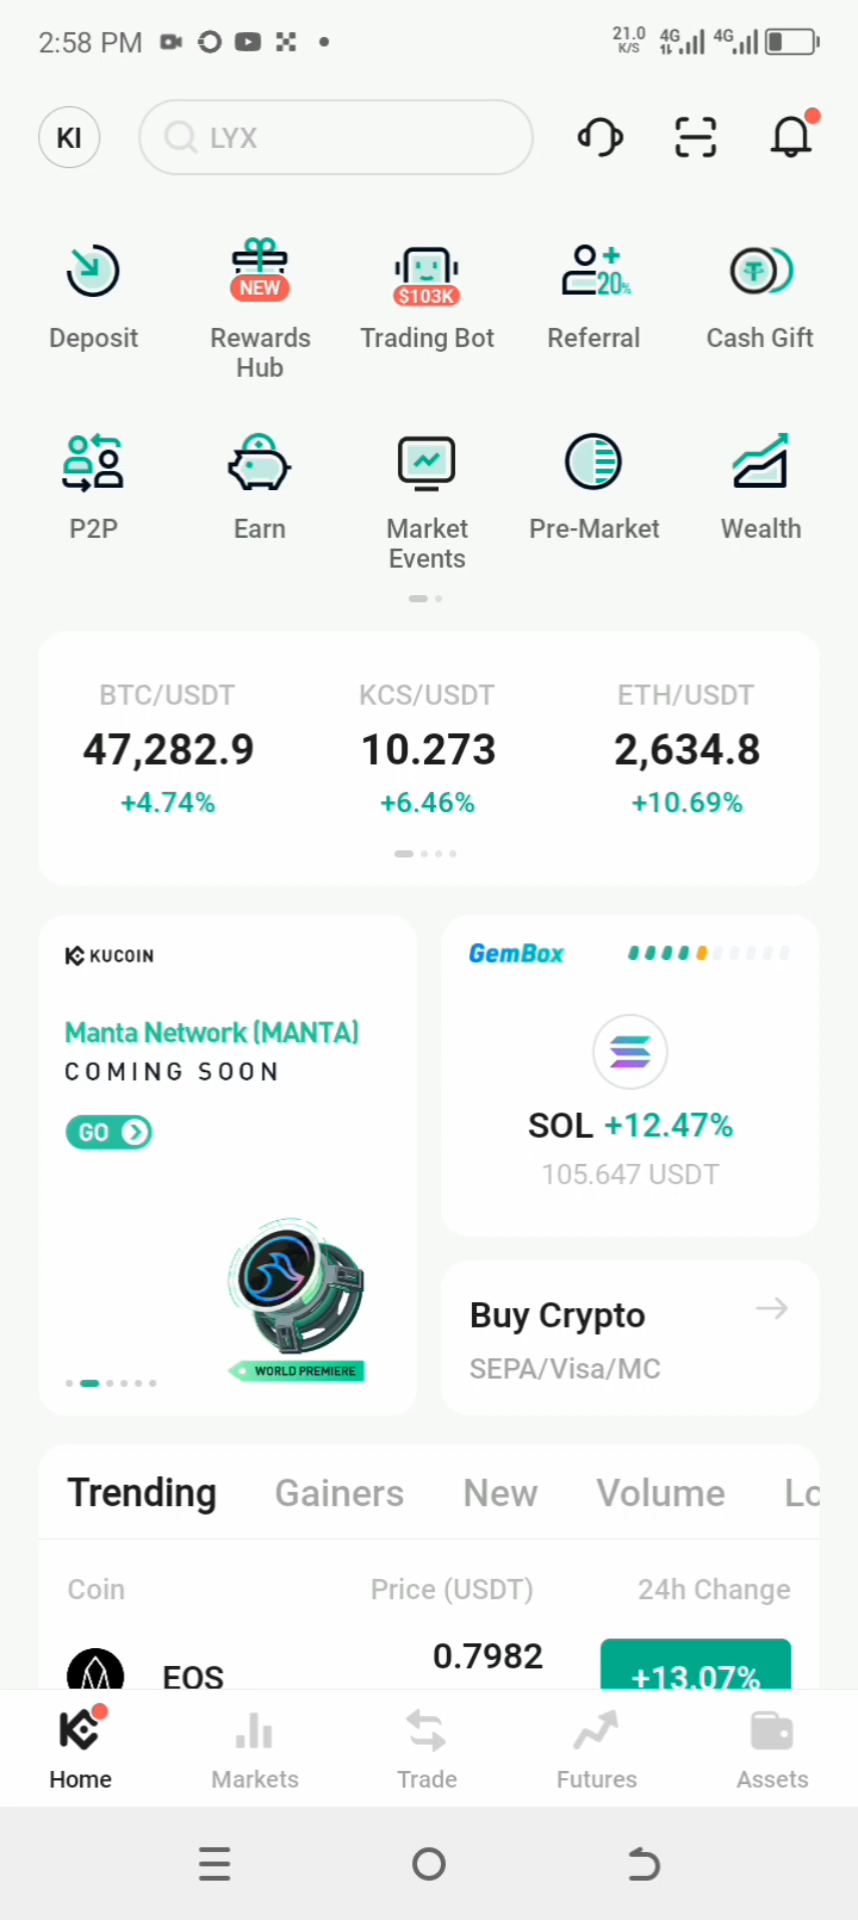 2:58 PM
21.0 K/S 4G 4G
KI
LYX
NEW
$103K
20%
Deposit
Rewards Hub
Trading Bot
Referral
Cash Gift
P2P
Earn
Market Events
Pre-Market
Wealth
BTC/USDT KCS/USDT ETH/USDT
47,282.9 10.273 2,634.8
+4.74% +6.46% +10.69%
KUCOIN
Manta Network (MANTA)
COMING SOON
GO
WORLD PREMIERE
GemBox
SOL +12.47%
105.647 USDT
Buy Crypto
SEPA/Visa/MC
Trending Gainers New Volume Lo
Coin Price (USDT) 24h Change
EOS 0.7982 +13.07%
Home Markets Trade Futures Assets